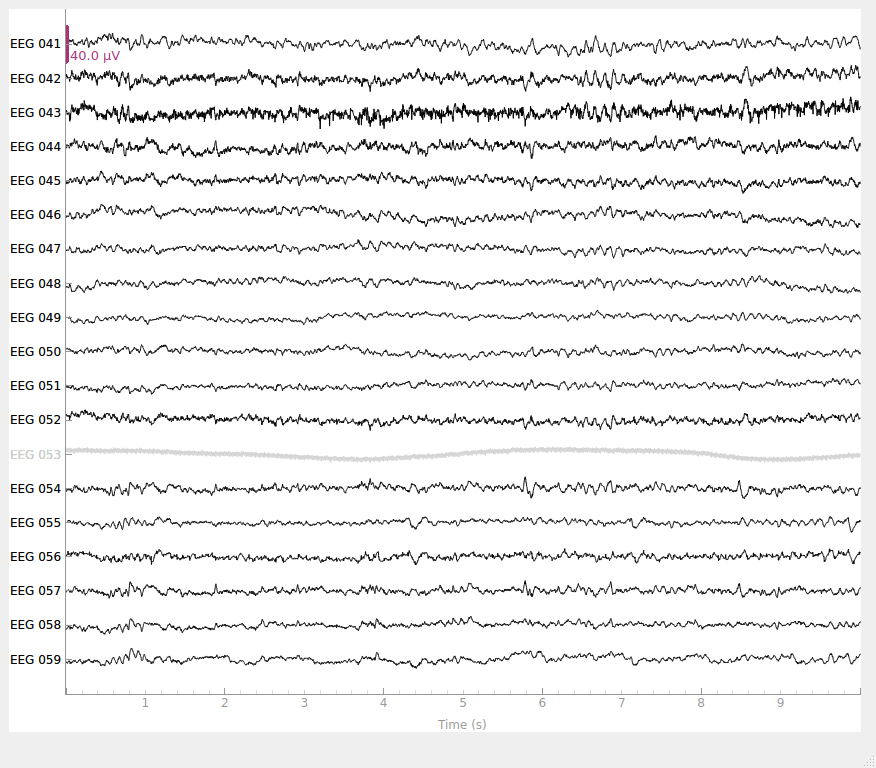 EEG 041
40.0 µV
EEG 042
EEG 043
EEG 044
EEG 045
EEG 046
EEG 047
EEG 048
EEG 049
EEG 050
EEG 051
EEG 052
EEG 053
EEG 054
EEG 055
EEG 056
EEG 057
EEG 058
EEG 059
1 2 3 4 5 6 7 8 9
Time (s)